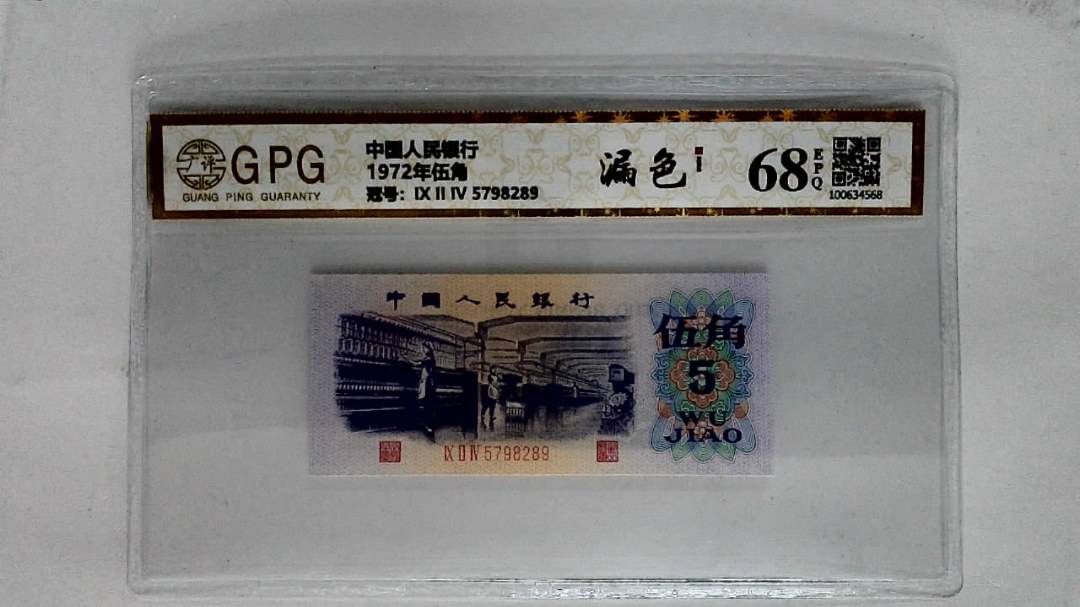 GPG
GUANG PING GUARANTY
中国人民银行
1972年伍角
冠号：IX II IV 5798289
漏色
68
EPQ
100634568
中國人民銀行
伍角
5
WU
JIAO
IX II IV 5798289